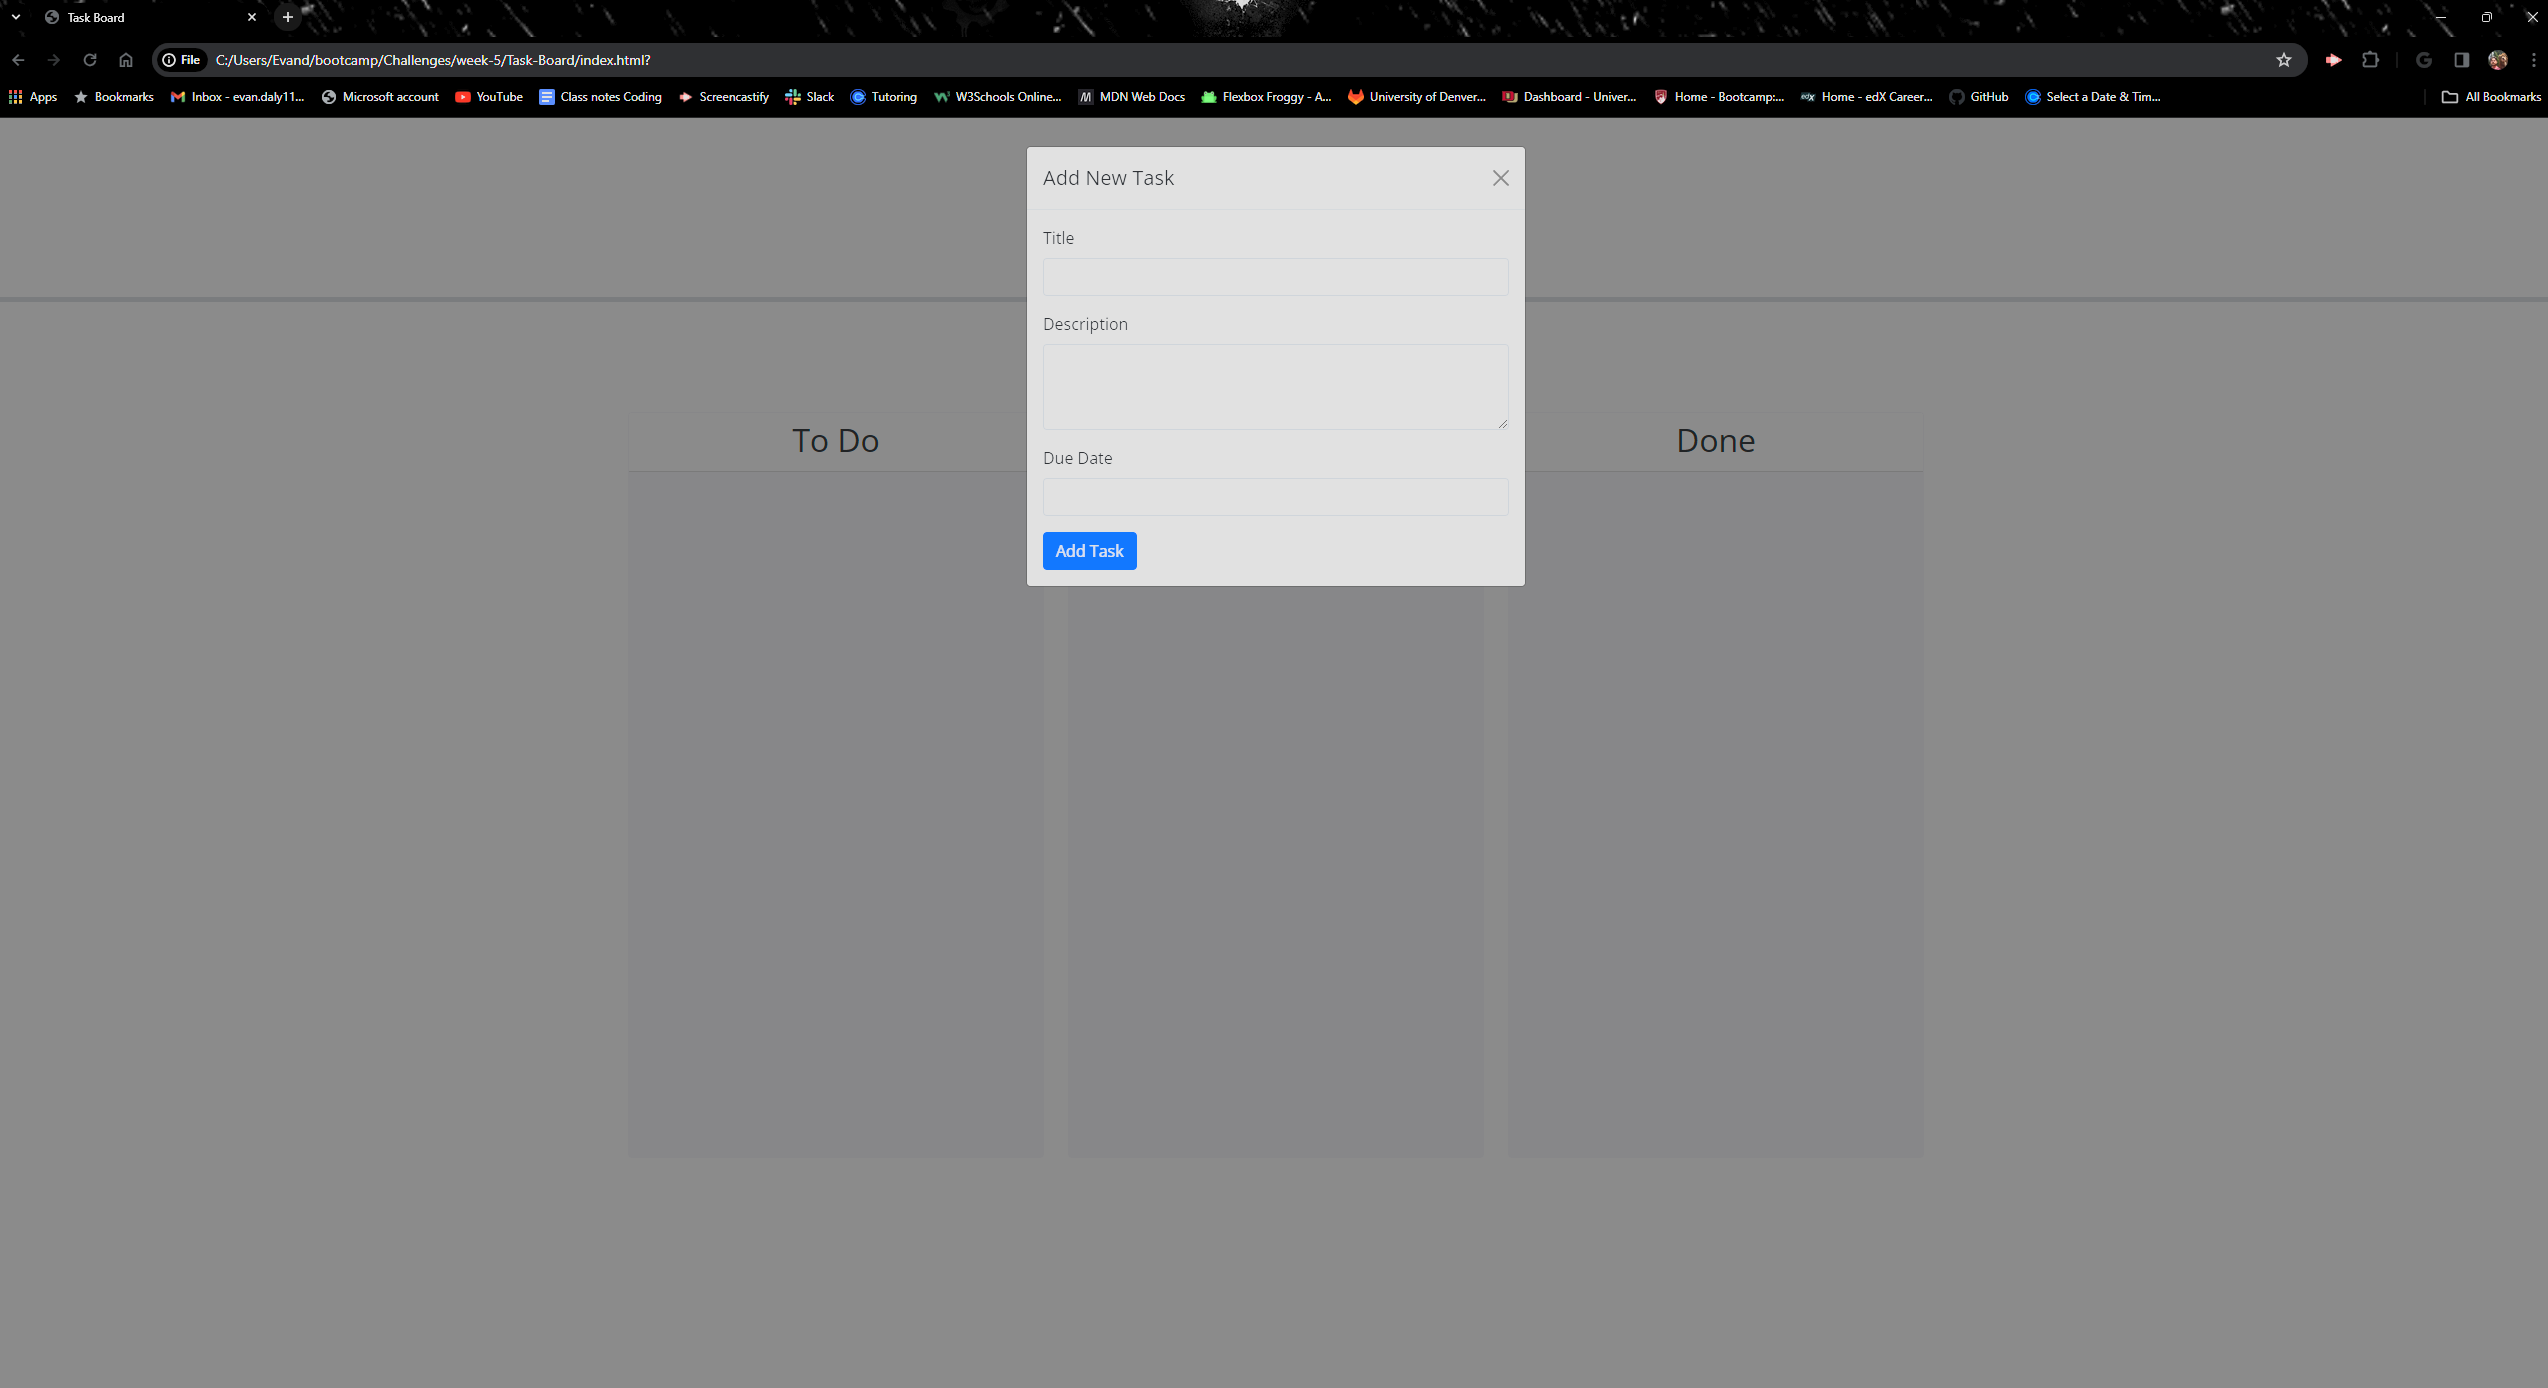 Task Board
File C:/Users/Evand/bootcamp/Challenges/week-5/Task-Board/index.html?
Apps Bookmarks Inbox - evan.daly11... Microsoft account YouTube Class notes Coding Screencastify Slack Tutoring W3Schools Online... MDN Web Docs Flexbox Froggy - A... University of Denver... Dashboard - Univer... Home - Bootcamp:... edX Home - edX Career... GitHub Select a Date & Tim... All Bookmarks
Add New Task
Title
Description
To Do
Done
Due Date
Add Task